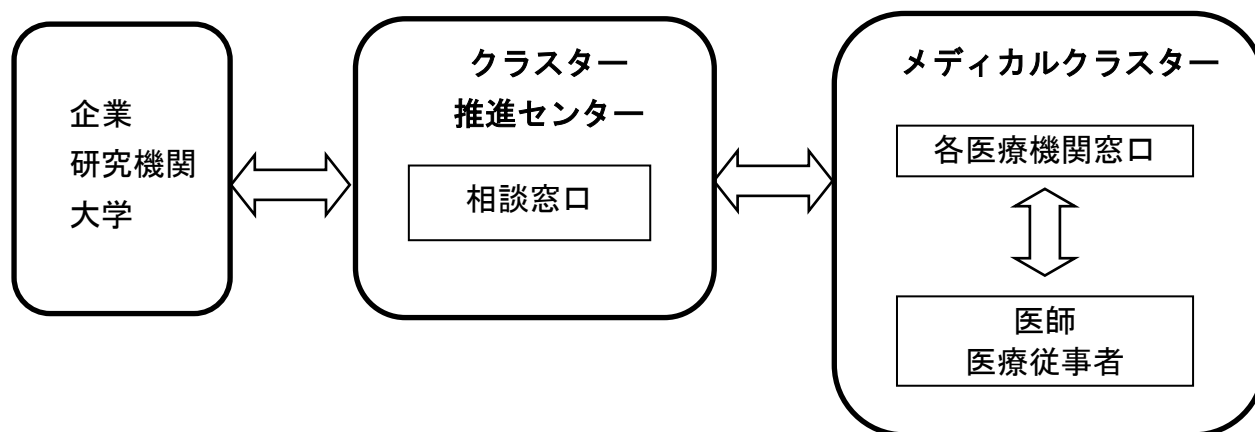 企業
研究機関
大学
クラスター
推進センター
相談窓口
メディカルクラスター
各医療機関窓口
医師
医療従事者